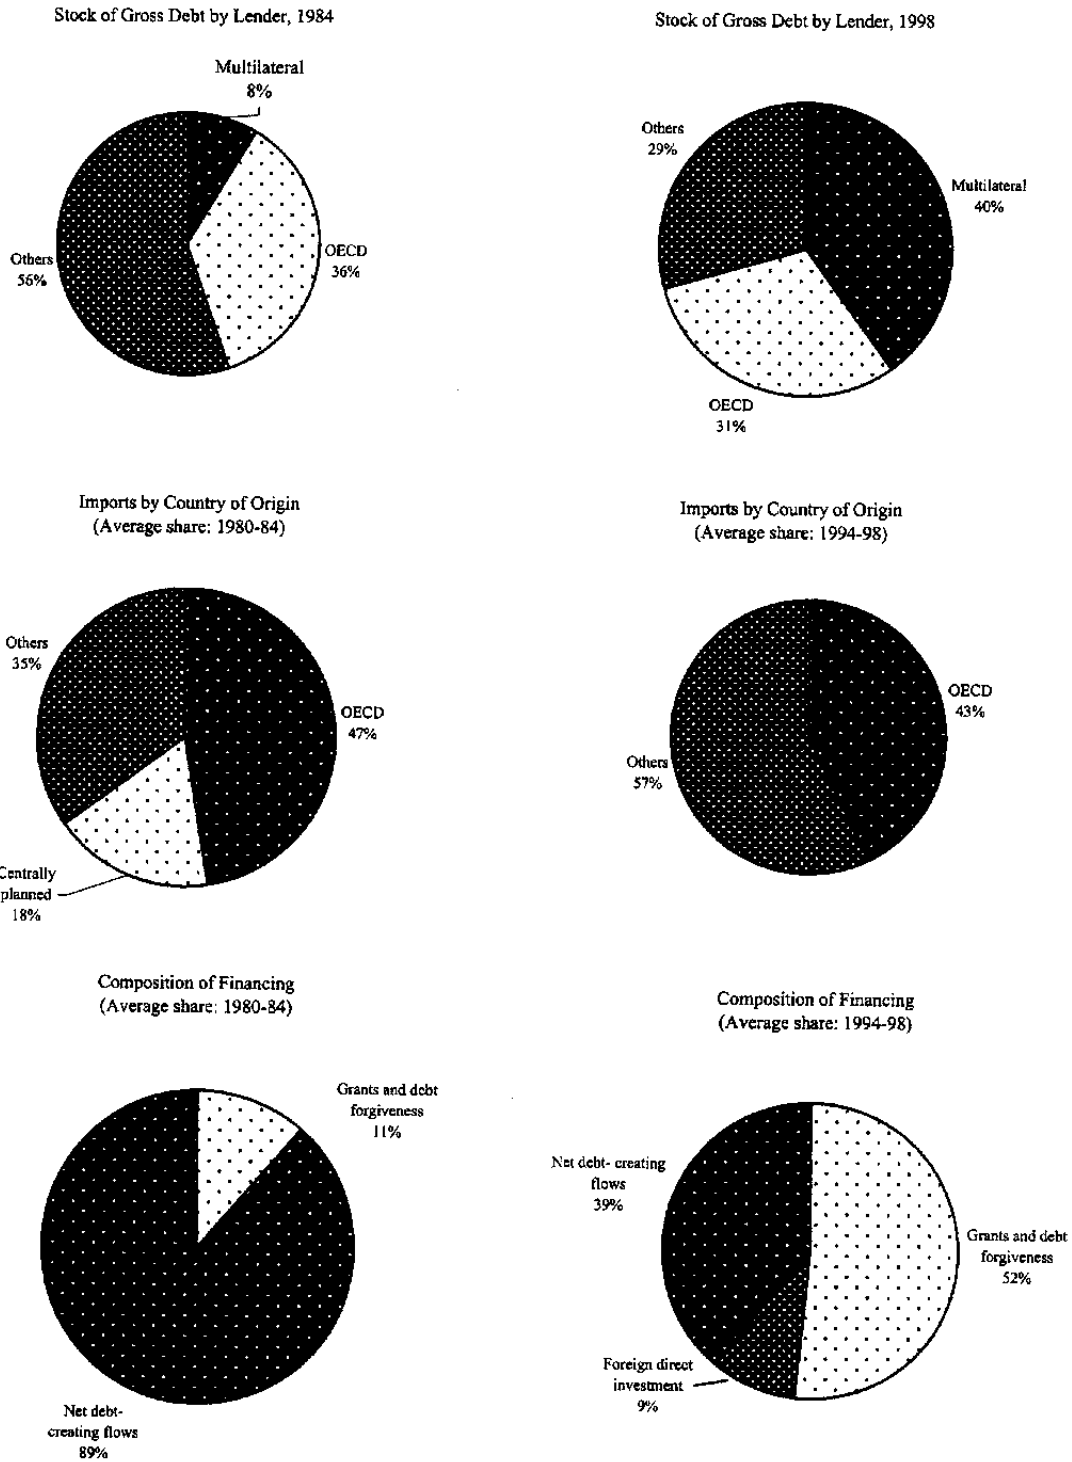 Stock of Gross Debt by Lender, 1984
Multilateral
8%
OECD
36%
Others
56%
Stock of Gross Debt by Lender, 1998
Others
29%
Multilateral
40%
OECD
31%
Imports by Country of Origin
(Average share: 1980-84)
Others
35%
OECD
47%
Centrally
planned
18%
Imports by Country of Origin
(Average share: 1994-98)
OECD
43%
Others
57%
Composition of Financing
(Average share: 1980-84)
Grants and debt
forgiveness
11%
Net debt-
creating flows
89%
Composition of Financing
(Average share: 1994-98)
Net debt- creating
flows
39%
Grants and debt
forgiveness
52%
Foreign direct
investment
9%